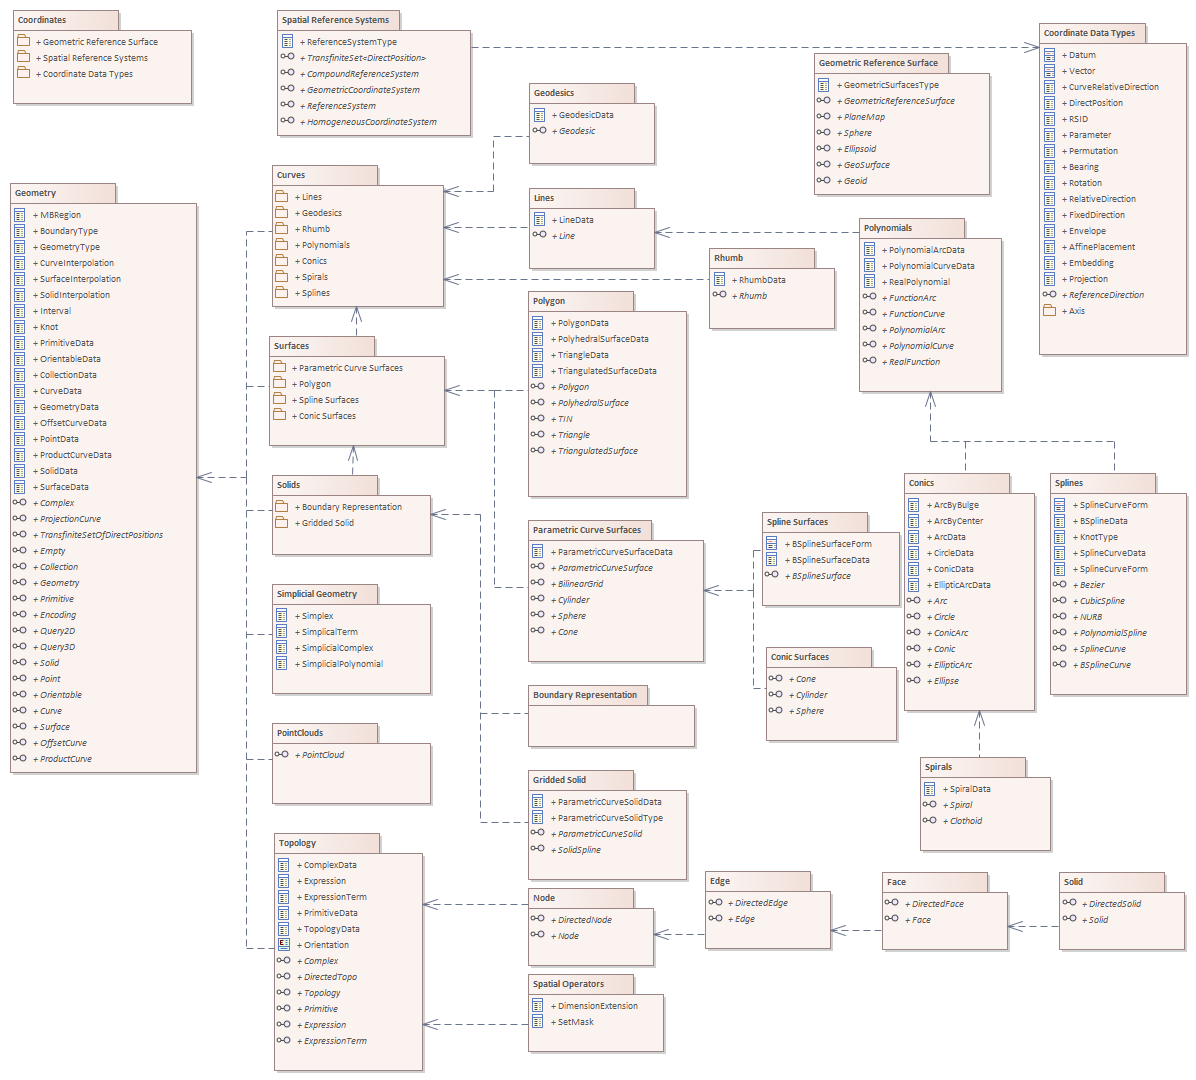 Coordinates
+ Geometric Reference Surface
+ Spatial Reference Systems
+ Coordinate Data Types
Spatial Reference Systems
+ ReferenceSystemType
+ TransfiniteSet<DirectPosition>
+ CompoundReferenceSystem
+ GeometricCoordinateSystem
+ ReferenceSystem
+ HomogeneousCoordinateSystem
Geometric Reference Surface
+ GeometricSurfacesType
+ GeometricReferenceSurface
+ PlaneMap
+ Sphere
+ Ellipsoid
+ GeoSurface
+ Geoid
Coordinate Data Types
+ Datum
+ Vector
+ CurveRelativeDirection
+ DirectPosition
+ RSID
+ Parameter
+ Permutation
+ Bearing
+ Rotation
+ RelativeDirection
+ FixedDirection
+ Envelope
+ AffinePlacement
+ Embedding
+ Projection
+ ReferenceDirection
+ Axis
Geodesics
+ GeodesicData
+ Geodesic
Geometry
+ MBRegion
+ BoundaryType
+ GeometryType
+ CurveInterpolation
+ SurfaceInterpolation
+ SolidInterpolation
+ Interval
+ Knot
+ PrimitiveData
+ OrientableData
+ CollectionData
+ CurveData
+ GeometryData
+ OffsetCurveData
+ PointData
+ ProductCurveData
+ SolidData
+ SurfaceData
+ Complex
+ ProjectionCurve
+ TransfiniteSetOfDirectPositions
+ Empty
+ Collection
+ Geometry
+ Primitive
+ Encoding
+ Query2D
+ Query3D
+ Solid
+ Point
+ Orientable
+ Curve
+ Surface
+ OffsetCurve
+ ProductCurve
Curves
+ Lines
+ Geodesics
+ Rhumb
+ Polynomials
+ Conics
+ Spirals
+ Splines
Lines
+ LineData
+ Line
Rhumb
+ RhumbData
+ Rhumb
Polynomials
+ PolynomialArcData
+ PolynomialCurveData
+ RealPolynomial
+ FunctionArc
+ FunctionCurve
+ PolynomialArc
+ PolynomialCurve
+ RealFunction
Surfaces
+ Parametric Curve Surfaces
+ Polygon
+ Spline Surfaces
+ Conic Surfaces
Polygon
+ PolygonData
+ PolyhedralSurfaceData
+ TriangleData
+ TriangulatedSurfaceData
+ Polygon
+ PolyhedralSurface
+ TIN
+ Triangle
+ TriangulatedSurface
Solids
+ Boundary Representation
+ Gridded Solid
Parametric Curve Surfaces
+ ParametricCurveSurfaceData
+ ParametricCurveSurface
+ BilinearGrid
+ Cylinder
+ Sphere
+ Cone
Spline Surfaces
+ BSplineSurfaceForm
+ BSplineSurfaceData
+ BSplineSurface
Conics
+ ArcByBulge
+ ArcByCenter
+ ArcData
+ CircleData
+ ConicData
+ EllipticArcData
+ Arc
+ Circle
+ ConicArc
+ Conic
+ EllipticArc
+ Ellipse
Splines
+ SplineCurveForm
+ BSplineData
+ KnotType
+ SplineCurveData
+ SplineCurveForm
+ Bezier
+ CubicSpline
+ NURB
+ PolynomialSpline
+ SplineCurve
+ BSplineCurve
Simplicial Geometry
+ Simplex
+ SimplicalTerm
+ SimplicialComplex
+ SimplicialPolynomial
Conic Surfaces
+ Cone
+ Cylinder
+ Sphere
Boundary Representation
PointClouds
+ PointCloud
Gridded Solid
+ ParametricCurveSolidData
+ ParametricCurveSolidType
+ ParametricCurveSolid
+ SolidSpline
Spirals
+ SpiralData
+ Spiral
+ Clothoid
Topology
+ ComplexData
+ Expression
+ ExpressionTerm
+ PrimitiveData
+ TopologyData
+ Orientation
+ Complex
+ DirectedTopo
+ Topology
+ Primitive
+ Expression
+ ExpressionTerm
Node
+ DirectedNode
+ Node
Edge
+ DirectedEdge
+ Edge
Face
+ DirectedFace
+ Face
Solid
+ DirectedSolid
+ Solid
Spatial Operators
+ DimensionExtension
+ SetMask